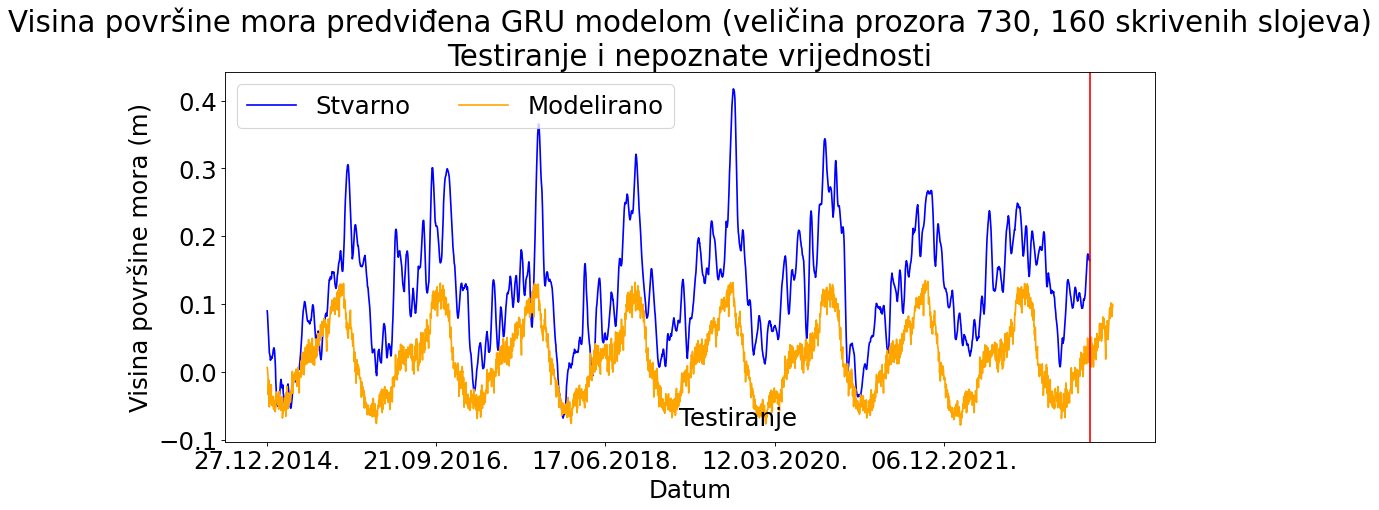 Visina površine mora predviđena GRU modelom (veličina prozora 730, 160 skrivenih slojeva)
Testiranje i nepoznate vrijednosti
Stvarno Modelirano
Visina površine mora (m)
0.4
0.3
0.2
0.1
0.0
−0.1
Testiranje
27.12.2014. 21.09.2016. 17.06.2018. 12.03.2020. 06.12.2021.
Datum